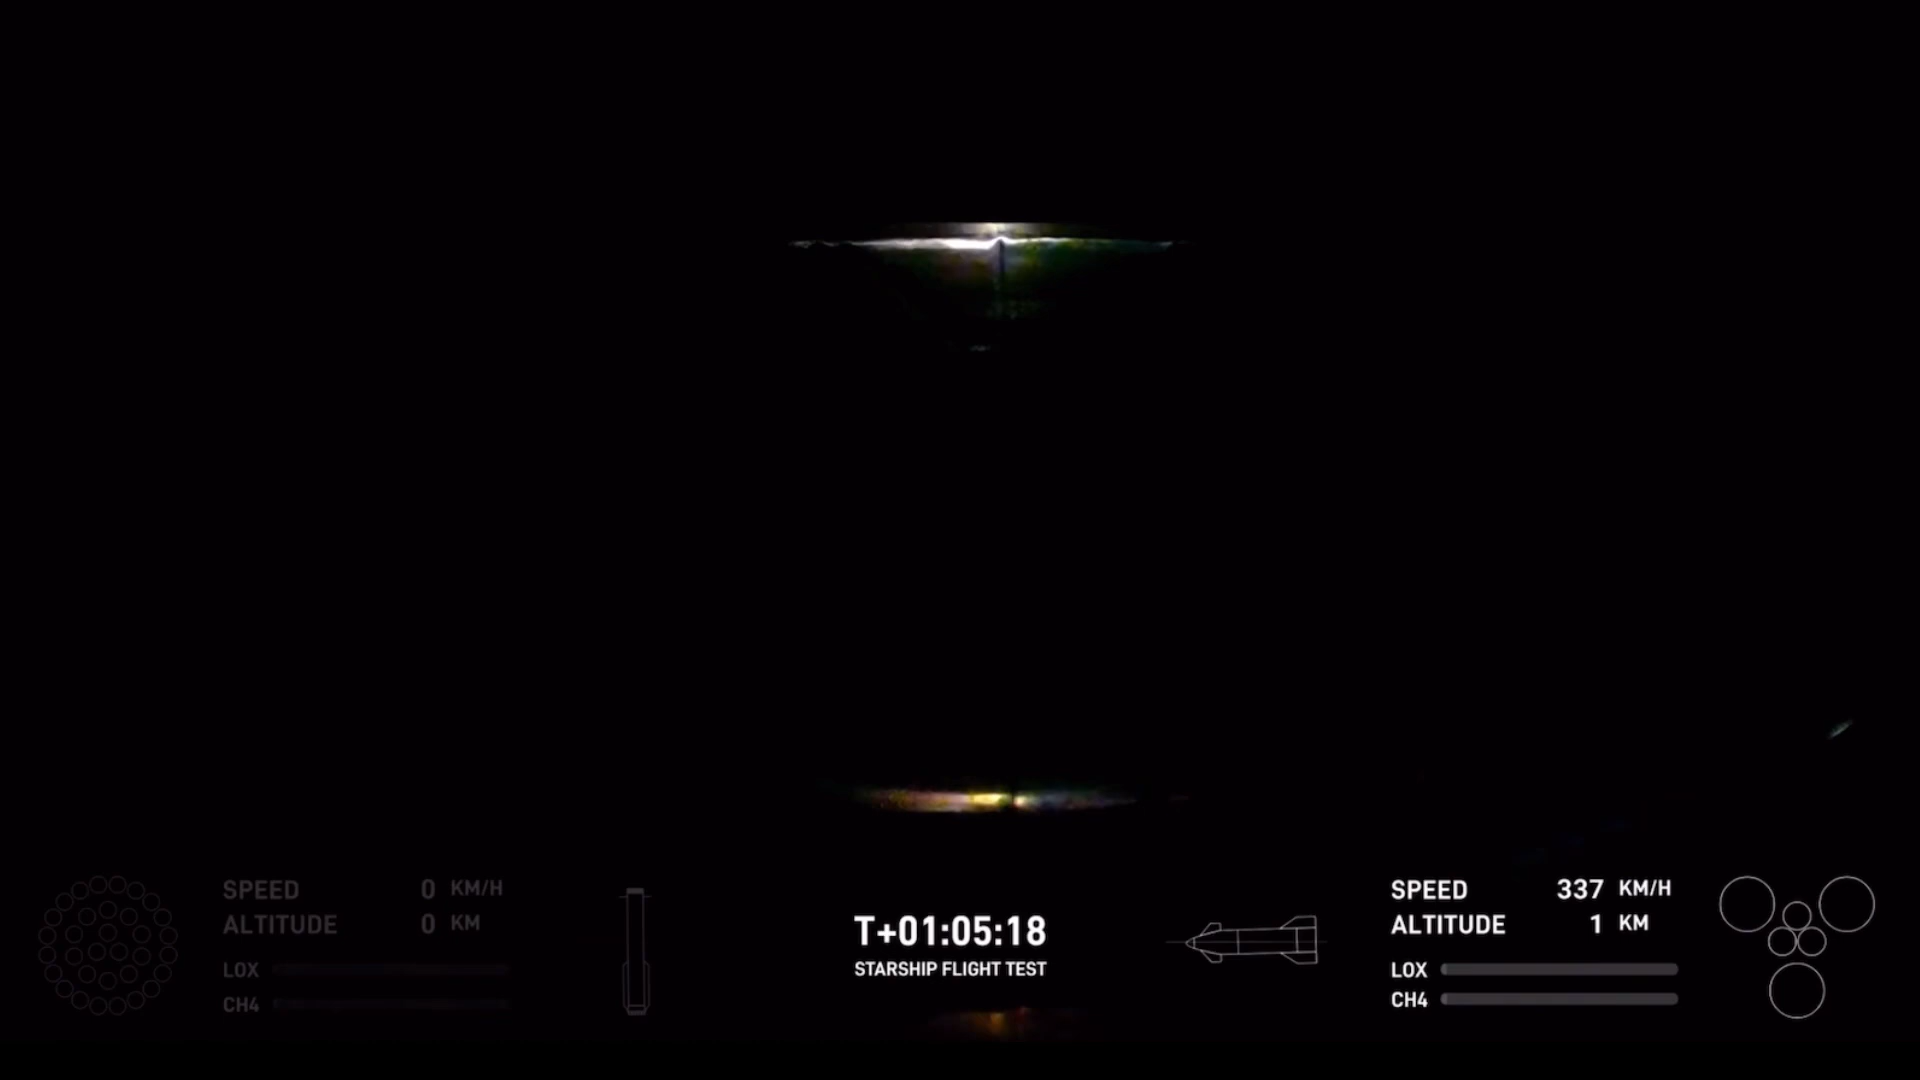 SPEED 0 KM/H
ALTITUDE 0 KM
LOX
CH4
T+01:05:18
STARSHIP FLIGHT TEST
SPEED 337 KM/H
ALTITUDE 1 KM
LOX
CH4